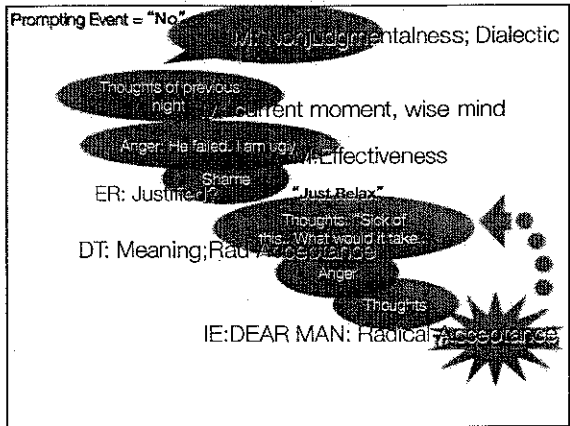 Prompting Event = "No"
Nonjudgmentalness; Dialectic
Thoughts of previous
night
current moment, wise mind
Anger: He failed. I am ugly
Effectiveness
Shame
ER: Justified?
"Just Relax"
Thoughts: "Sick of
this. What would it take
DT: Meaning;Rad Acceptance
Anger
Thoughts
IE:DEAR MAN: Radical Acceptance